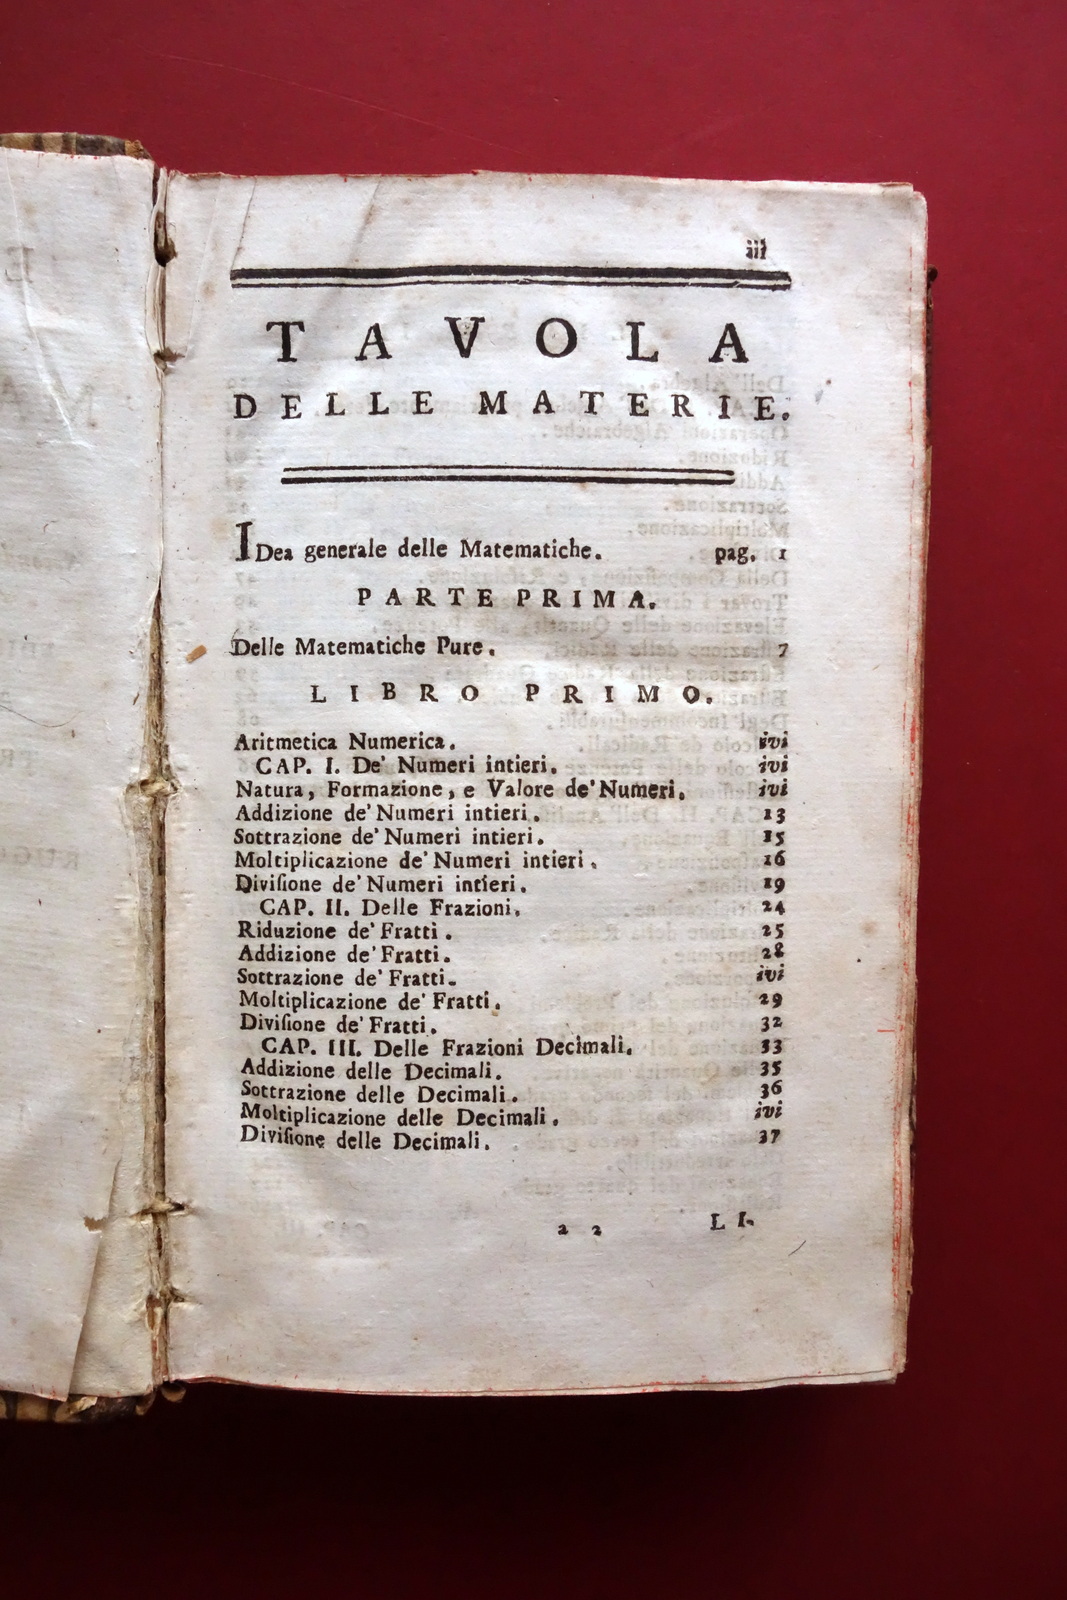 iii
TAVOLA
DELLE MATERIE.
IDea generale delle Matematiche. pag. 1
PARTE PRIMA.
Delle Matematiche Pure. 7
LIBRO PRIMO.
Aritmetica Numerica. ivi
CAP. I. De' Numeri intieri. ivi
Natura, Formazione, e Valore de' Numeri. ivi
Addizione de' Numeri intieri. 13
Sottrazione de' Numeri intieri. 15
Moltiplicazione de' Numeri intieri. 16
Diviſione de' Numeri intieri. 19
CAP. II. Delle Frazioni. 24
Riduzione de' Fratti. 25
Addizione de' Fratti. 28
Sottrazione de' Fratti. ivi
Moltiplicazione de' Fratti. 29
Diviſione de' Fratti. 32
CAP. III. Delle Frazioni Decimali. 33
Addizione delle Decimali. 35
Sottrazione delle Decimali. 36
Moltiplicazione delle Decimali. ivi
Diviſione delle Decimali. 37
a 2 LI-